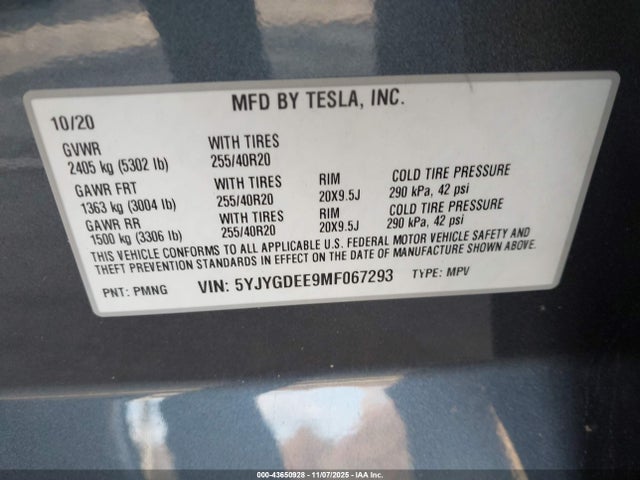 MFD BY TESLA, INC.
10/20
GVWR WITH TIRES
2405 kg (5302 lb) 255/40R20
GAWR FRT WITH TIRES RIM COLD TIRE PRESSURE
1363 kg (3004 lb) 255/40R20 20X9.5J 290 kPa, 42 psi
GAWR RR WITH TIRES RIM COLD TIRE PRESSURE
1500 kg (3306 lb) 255/40R20 20X9.5J 290 kPa, 42 psi
THIS VEHICLE CONFORMS TO ALL APPLICABLE U.S. FEDERAL MOTOR VEHICLE SAFETY AND
THEFT PREVENTION STANDARDS IN EFFECT ON THE DATE OF MANUFACTURE SHOWN ABOVE.
PNT: PMNG VIN: 5YJYGDEE9MF067293 TYPE: MPV
000-43650928 - 11/07/2025 - IAA Inc.